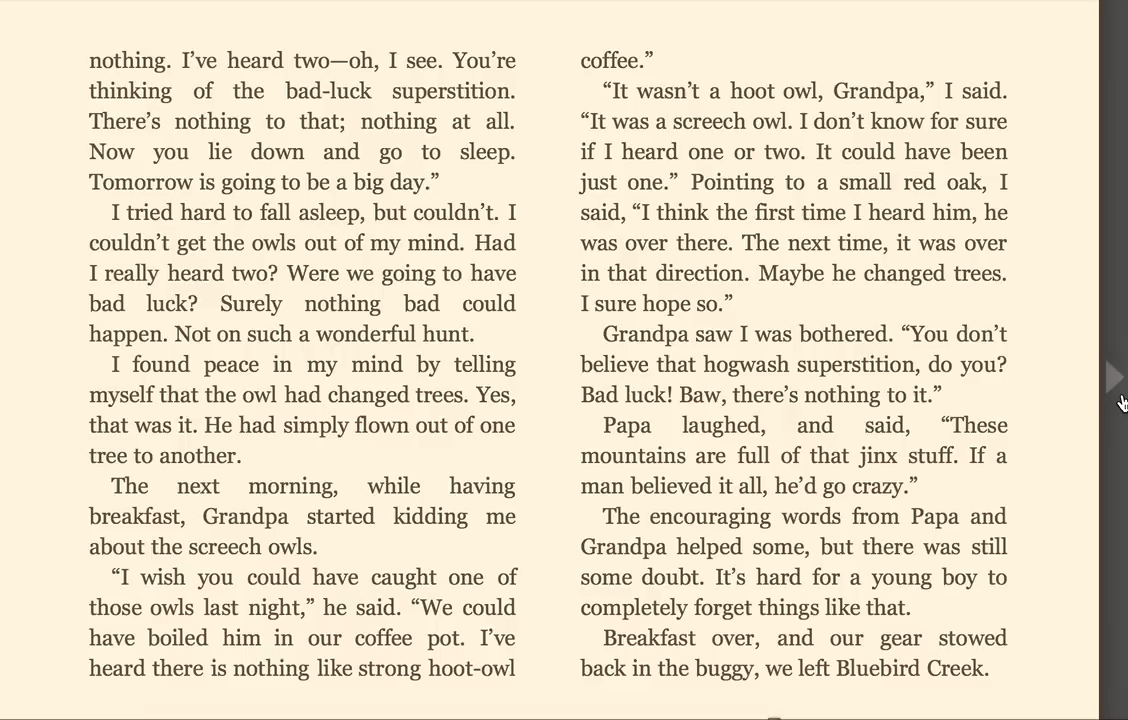 nothing. I’ve heard two—oh, I see. You’re
thinking of the bad-luck superstition.
There’s nothing to that; nothing at all.
Now you lie down and go to sleep.
Tomorrow is going to be a big day.”
I tried hard to fall asleep, but couldn’t. I
couldn’t get the owls out of my mind. Had
I really heard two? Were we going to have
bad luck? Surely nothing bad could
happen. Not on such a wonderful hunt.
I found peace in my mind by telling
myself that the owl had changed trees. Yes,
that was it. He had simply flown out of one
tree to another.
The next morning, while having
breakfast, Grandpa started kidding me
about the screech owls.
“I wish you could have caught one of
those owls last night,” he said. “We could
have boiled him in our coffee pot. I’ve
heard there is nothing like strong hoot-owl
coffee.”
“It wasn’t a hoot owl, Grandpa,” I said.
“It was a screech owl. I don’t know for sure
if I heard one or two. It could have been
just one.” Pointing to a small red oak, I
said, “I think the first time I heard him, he
was over there. The next time, it was over
in that direction. Maybe he changed trees.
I sure hope so.”
Grandpa saw I was bothered. “You don’t
believe that hogwash superstition, do you?
Bad luck! Baw, there’s nothing to it.”
Papa laughed, and said, “These
mountains are full of that jinx stuff. If a
man believed it all, he’d go crazy.”
The encouraging words from Papa and
Grandpa helped some, but there was still
some doubt. It’s hard for a young boy to
completely forget things like that.
Breakfast over, and our gear stowed
back in the buggy, we left Bluebird Creek.